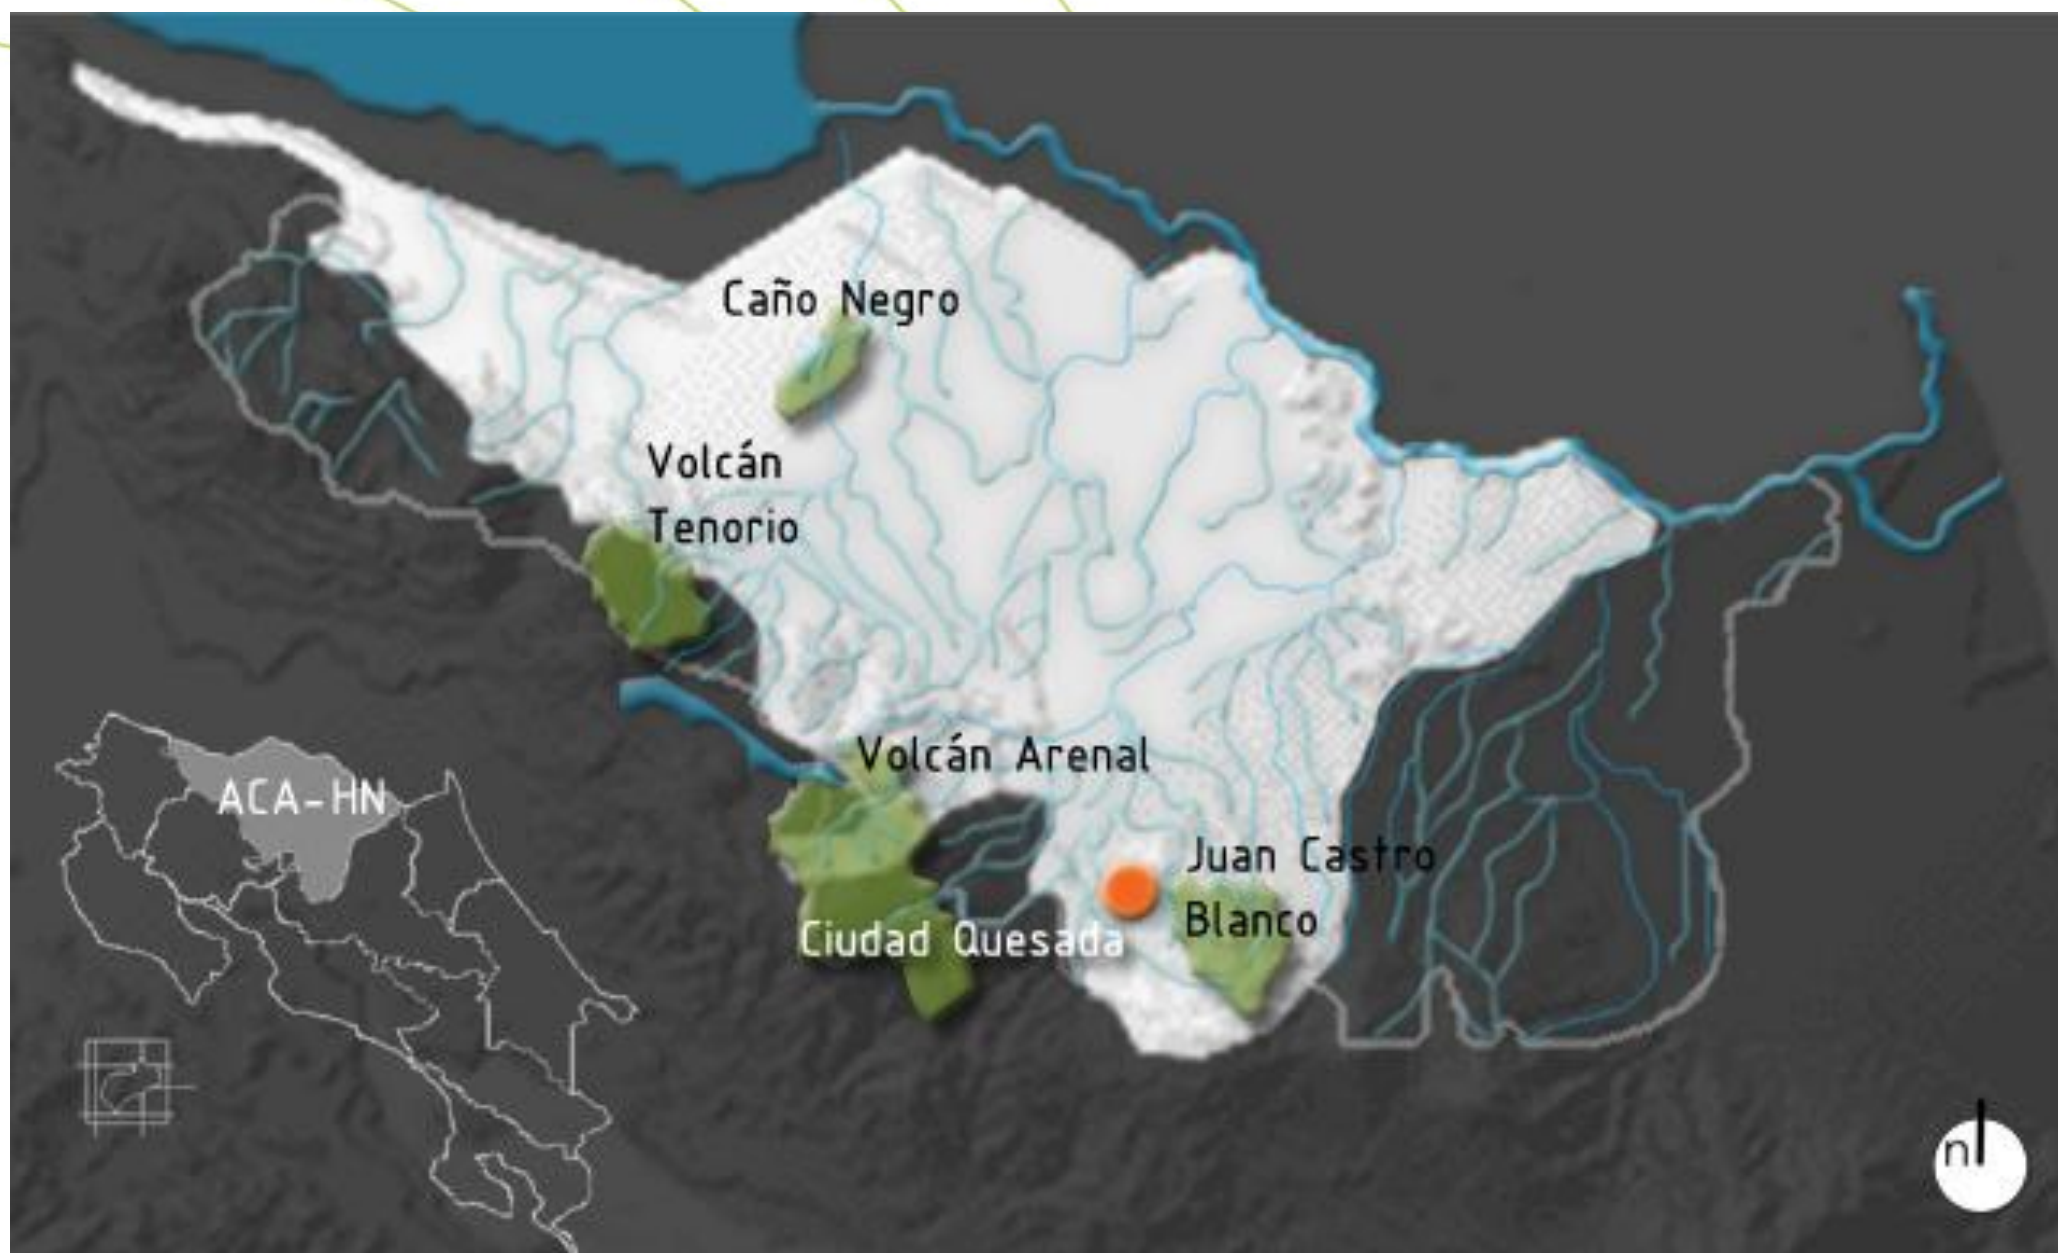 Caño Negro
Volcán
Tenorio
Volcán Arenal
ACA-HN
Juan Castro
Blanco
Ciudad Quesada
n